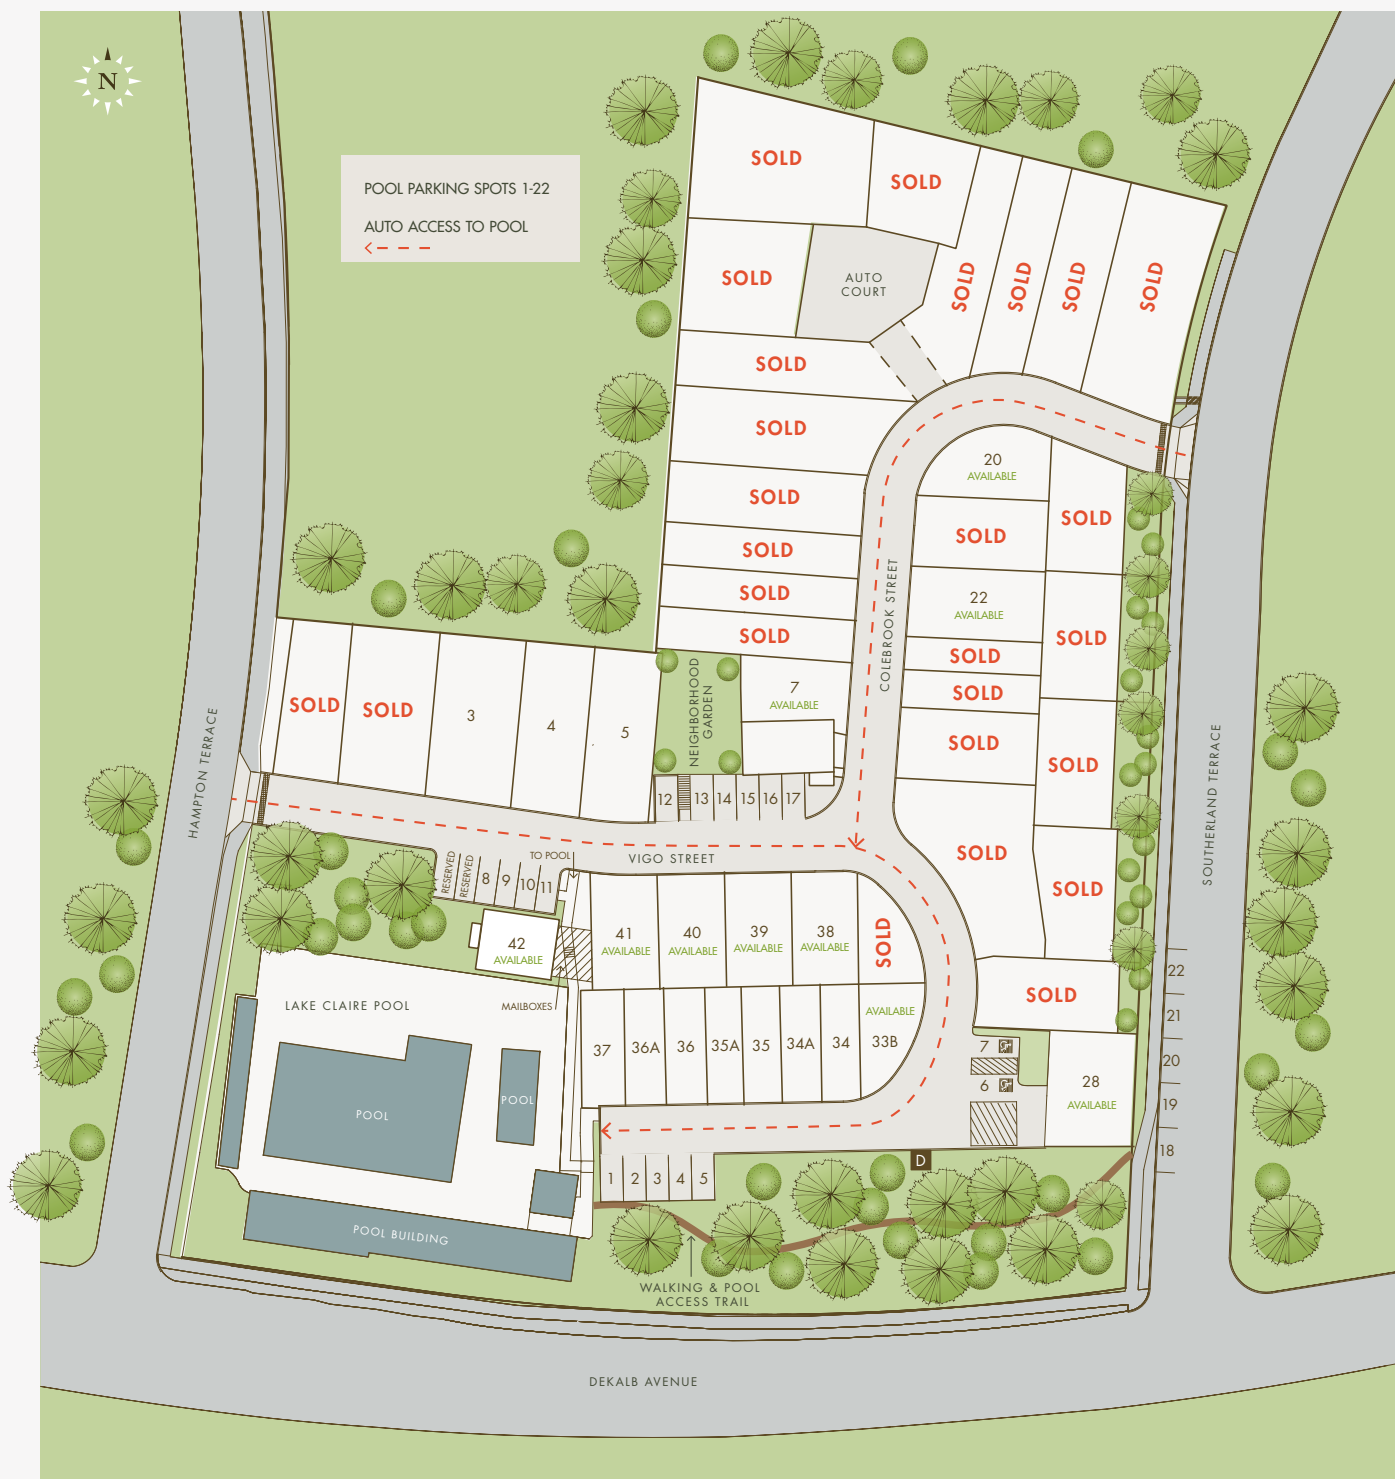 N
POOL PARKING SPOTS 1-22
AUTO ACCESS TO POOL
SOLD
SOLD
SOLD
AUTO
COURT
SOLD
SOLD
SOLD
SOLD
SOLD
SOLD
SOLD
SOLD
SOLD
SOLD
20
AVAILABLE
SOLD
SOLD
22
AVAILABLE
SOLD
SOLD
SOLD
SOLD
SOLD
SOLD
SOLD
SOLD
COLEBROOK STREET
NEIGHBORHOOD
GARDEN
7
AVAILABLE
SOLD
SOLD
3
4
5
HAMPTON TERRACE
SOUTHERLAND TERRACE
12
13
14
15
16
17
VIGO STREET
TO POOL
RESERVED
RESERVED
8
9
10
11
42
AVAILABLE
MAILBOXES
41
AVAILABLE
40
AVAILABLE
39
AVAILABLE
38
AVAILABLE
SOLD
37
36A
36
35A
35
34A
34
AVAILABLE
33B
SOLD
22
21
20
19
18
7
6
28
AVAILABLE
LAKE CLAIRE POOL
POOL
POOL
POOL BUILDING
1
2
3
4
5
D
WALKING & POOL
ACCESS TRAIL
DEKALB AVENUE